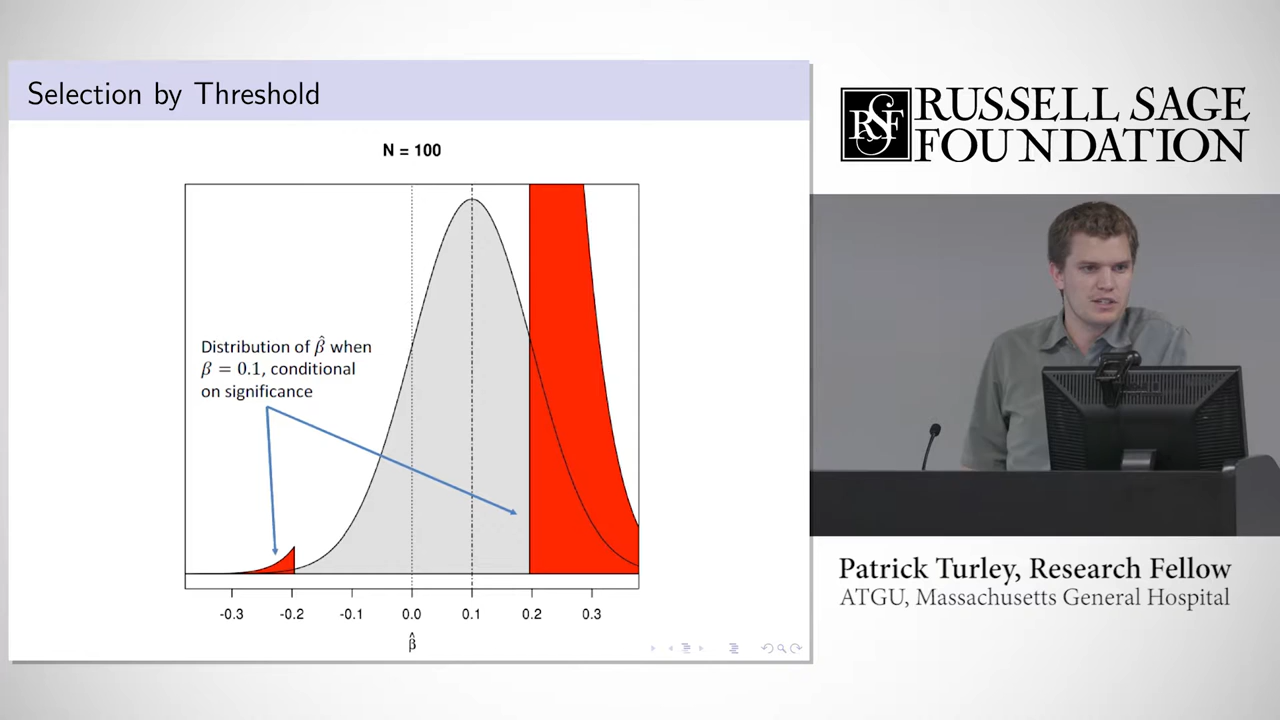 Selection by Threshold
N = 100
Distribution of β̂ when
β = 0.1, conditional
on significance
-0.3 -0.2 -0.1 0.0 0.1 0.2 0.3
β̂
RSF
RUSSELL SAGE
FOUNDATION
Patrick Turley, Research Fellow
ATGU, Massachusetts General Hospital